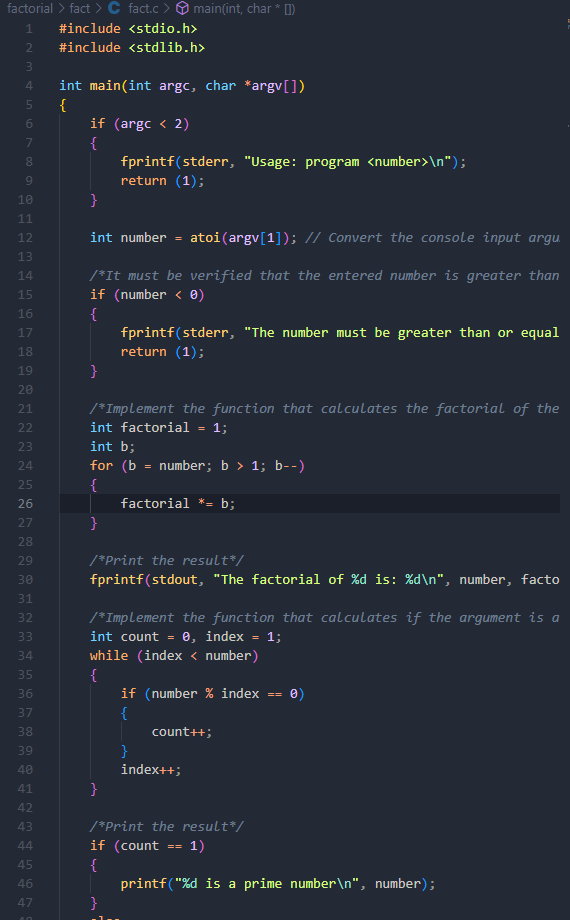 factorial > fact > C fact.c > main(int, char * [])
1 #include <stdio.h>
2 #include <stdlib.h>
3
4 int main(int argc, char *argv[])
5 {
6 if (argc < 2)
7 {
8 fprintf(stderr, "Usage: program <number>\n");
9 return (1);
10 }
11
12 int number = atoi(argv[1]); // Convert the console input argu
13
14 /*It must be verified that the entered number is greater than
15 if (number < 0)
16 {
17 fprintf(stderr, "The number must be greater than or equal
18 return (1);
19 }
20
21 /*Implement the function that calculates the factorial of the
22 int factorial = 1;
23 int b;
24 for (b = number; b > 1; b--)
25 {
26 factorial *= b;
27 }
28
29 /*Print the result*/
30 fprintf(stdout, "The factorial of %d is: %d\n", number, facto
31
32 /*Implement the function that calculates if the argument is a
33 int count = 0, index = 1;
34 while (index < number)
35 {
36 if (number % index == 0)
37 {
38 count++;
39 }
40 index++;
41 }
42
43 /*Print the result*/
44 if (count == 1)
45 {
46 printf("%d is a prime number\n", number);
47 }